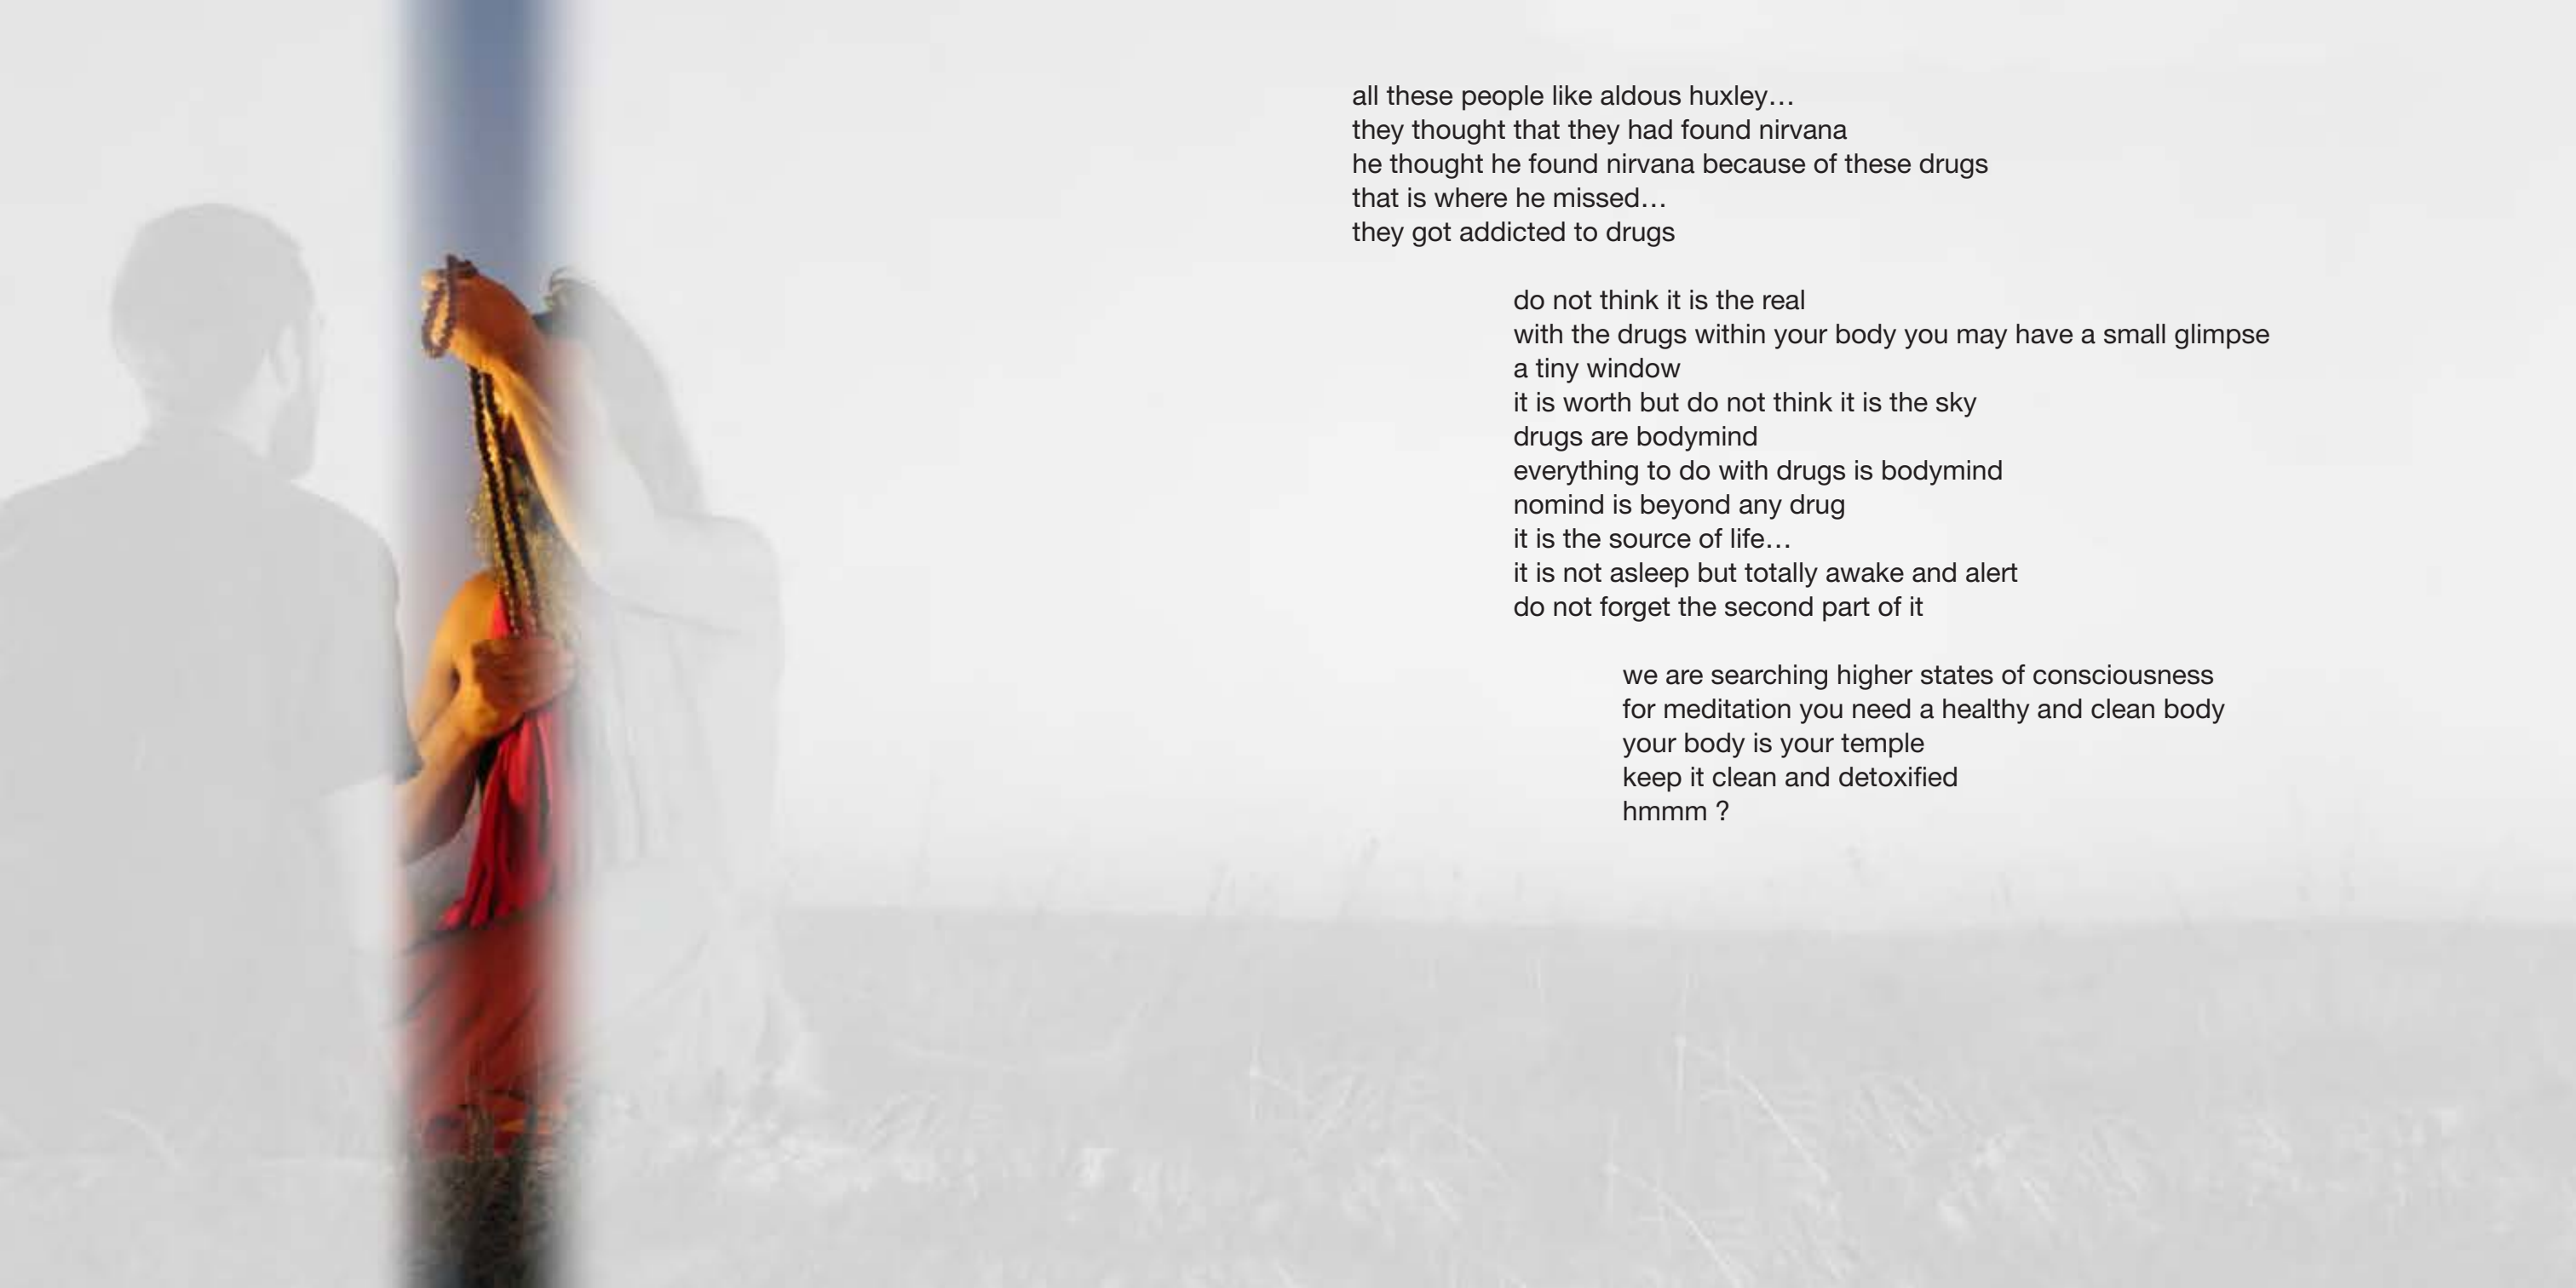 all these people like aldous huxley…
they thought that they had found nirvana
he thought he found nirvana because of these drugs
that is where he missed…
they got addicted to drugs
do not think it is the real
with the drugs within your body you may have a small glimpse
a tiny window
it is worth but do not think it is the sky
drugs are bodymind
everything to do with drugs is bodymind
nomind is beyond any drug
it is the source of life…
it is not asleep but totally awake and alert
do not forget the second part of it
we are searching higher states of consciousness
for meditation you need a healthy and clean body
your body is your temple
keep it clean and detoxified
hmmm ?